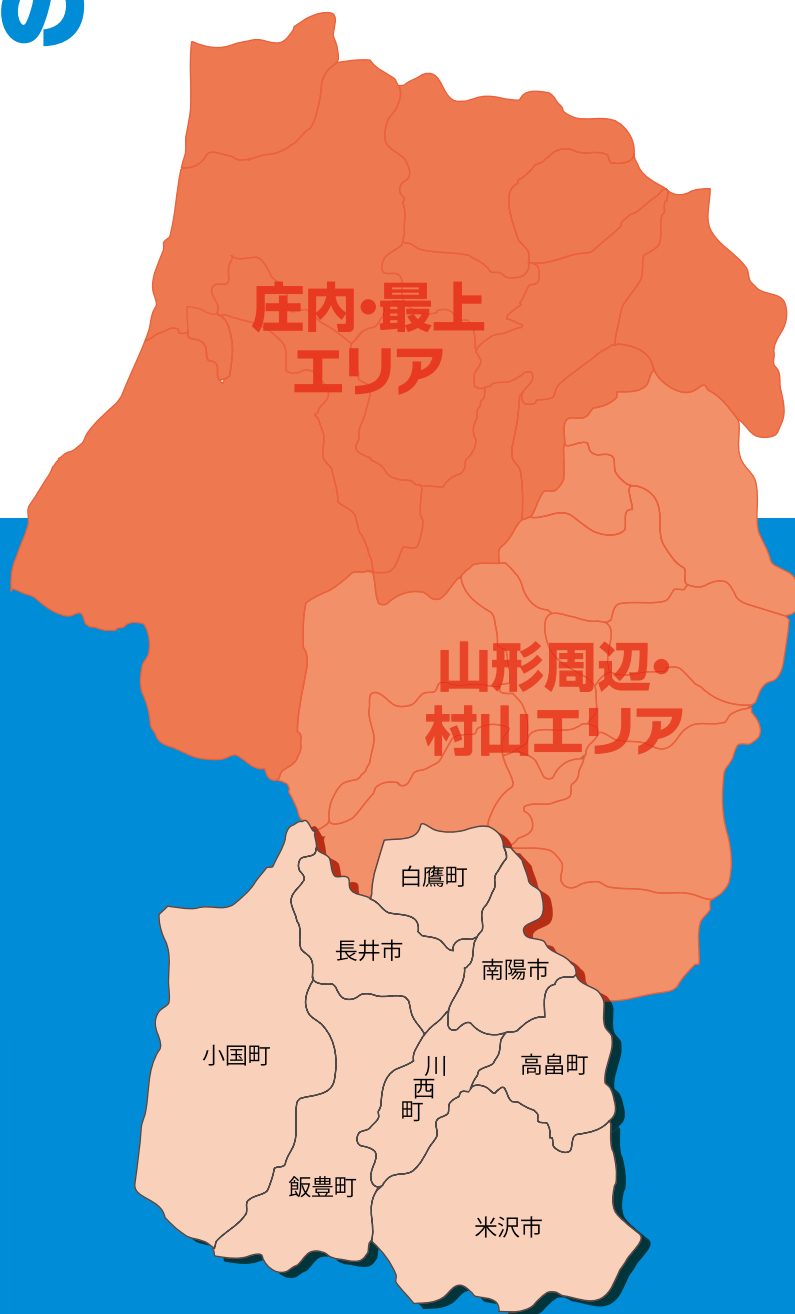 の
庄内・最上
エリア
山形周辺・
村山エリア
白鷹町
長井市
南陽市
小国町
川西町
高畠町
飯豊町
米沢市